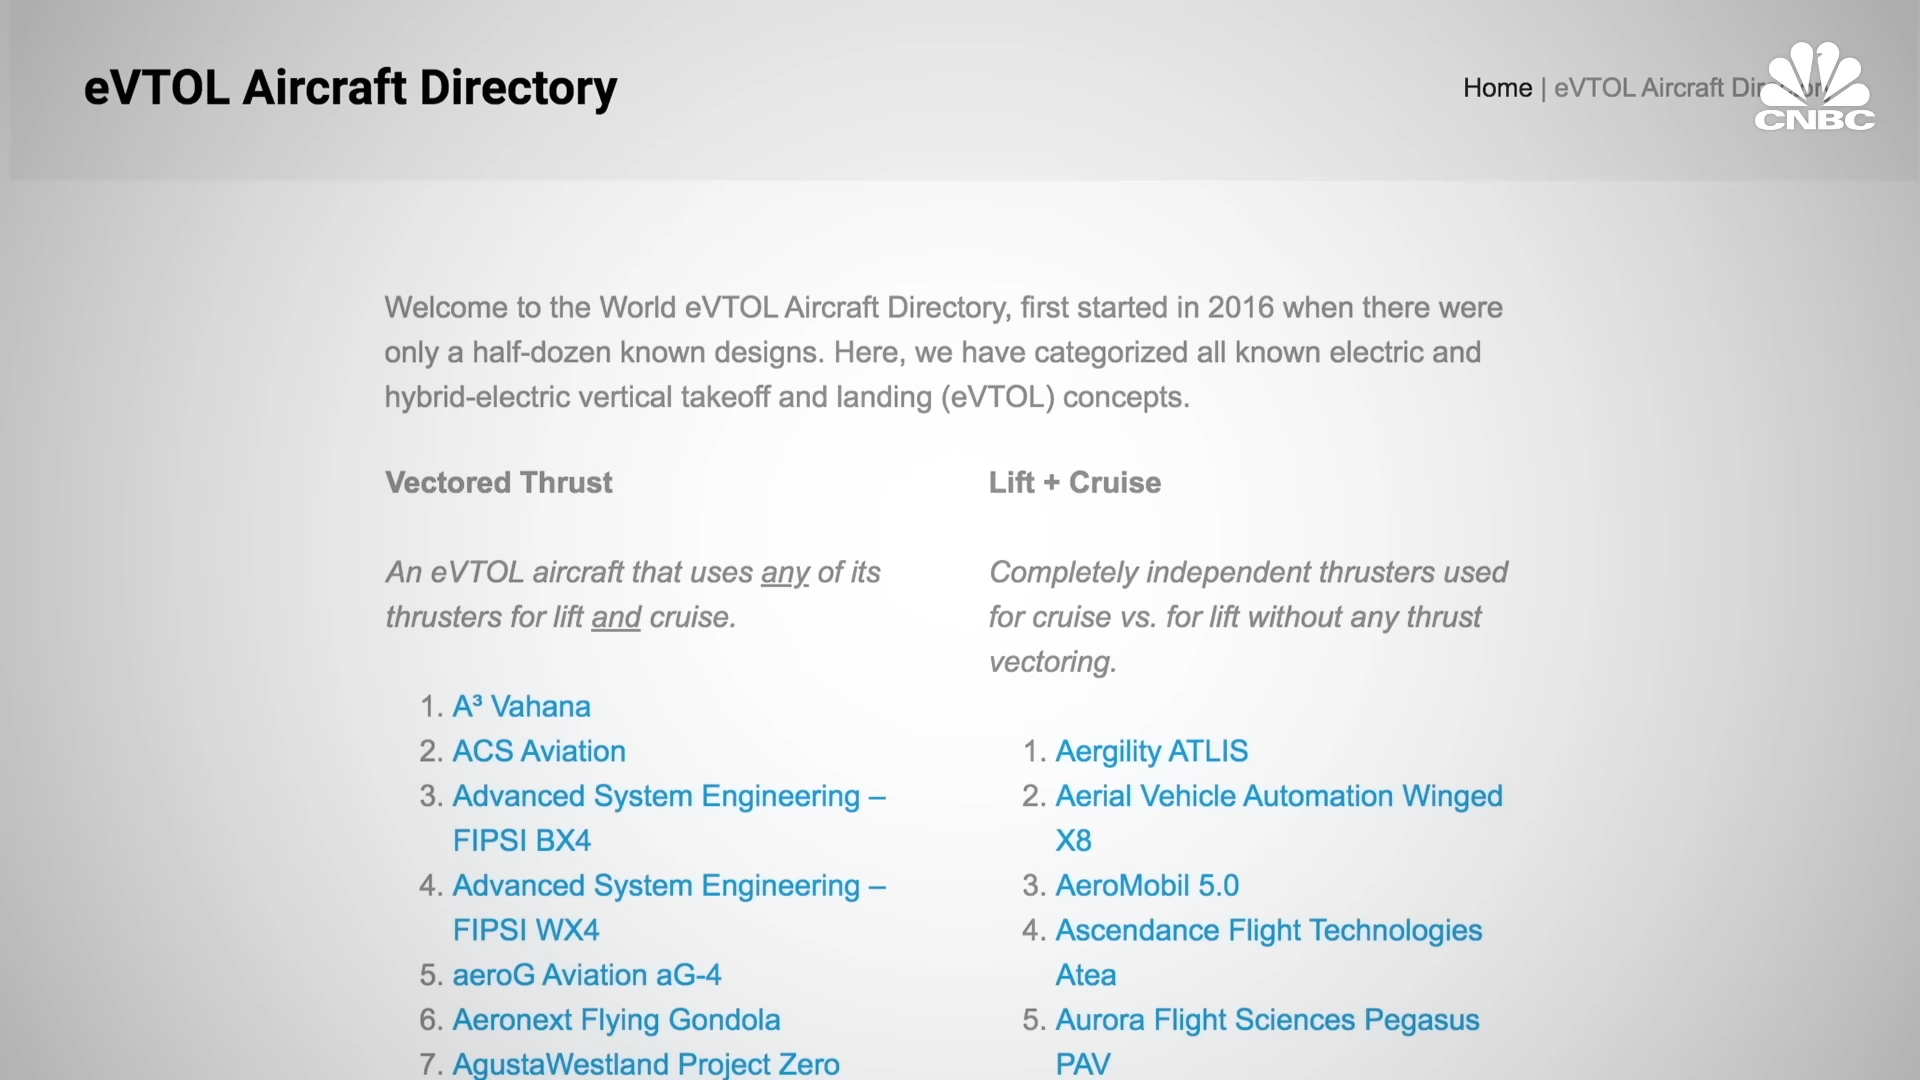 eVTOL Aircraft Directory
Home | eVTOL Aircraft Directory
CNBC
Welcome to the World eVTOL Aircraft Directory, first started in 2016 when there were
only a half-dozen known designs. Here, we have categorized all known electric and
hybrid-electric vertical takeoff and landing (eVTOL) concepts.
Vectored Thrust
An eVTOL aircraft that uses any of its
thrusters for lift and cruise.
1. A³ Vahana
2. ACS Aviation
3. Advanced System Engineering –
FIPSI BX4
4. Advanced System Engineering –
FIPSI WX4
5. aeroG Aviation aG-4
6. Aeronext Flying Gondola
7. AgustaWestland Project Zero
Lift + Cruise
Completely independent thrusters used
for cruise vs. for lift without any thrust
vectoring.
1. Aergility ATLIS
2. Aerial Vehicle Automation Winged
X8
3. AeroMobil 5.0
4. Ascendance Flight Technologies
Atea
5. Aurora Flight Sciences Pegasus
PAV